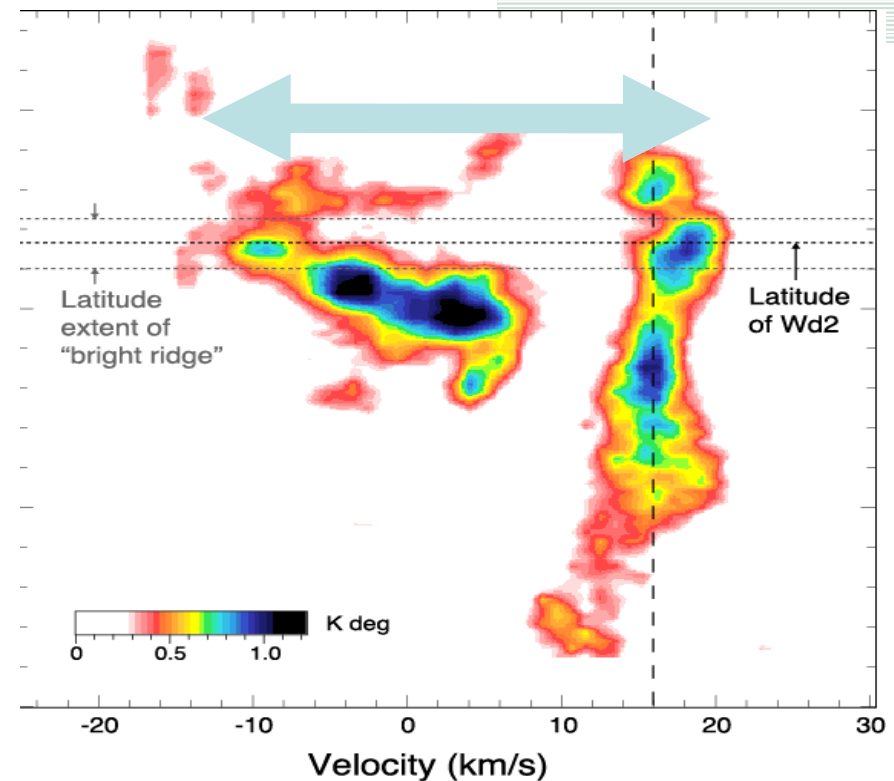 Latitude
extent of
“bright ridge”
Latitude
of Wd2
K deg
0 0.5 1.0
-20 -10 0 10 20 30
Velocity (km/s)